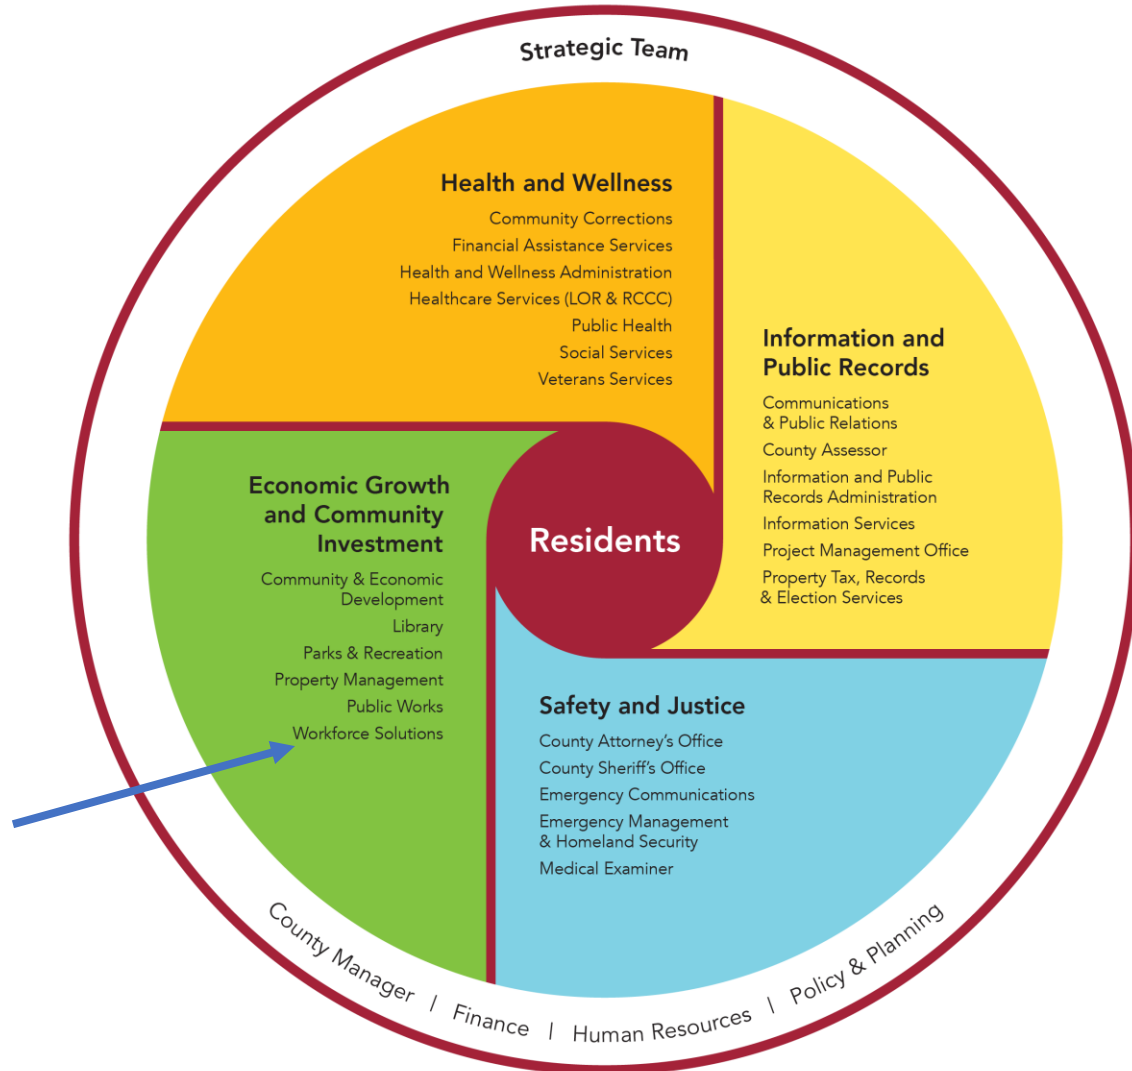 Strategic Team
Health and Wellness
Community Corrections
Financial Assistance Services
Health and Wellness Administration
Healthcare Services (LOR & RCCC)
Public Health
Social Services
Veterans Services
Information and
Public Records
Communications
& Public Relations
County Assessor
Information and Public
Records Administration
Information Services
Project Management Office
Property Tax, Records
& Election Services
Economic Growth
and Community
Investment
Community & Economic
Development
Library
Parks & Recreation
Property Management
Public Works
Workforce Solutions
Residents
Safety and Justice
County Attorney's Office
County Sheriff's Office
Emergency Communications
Emergency Management
& Homeland Security
Medical Examiner
County Manager | Finance | Human Resources | Policy & Planning